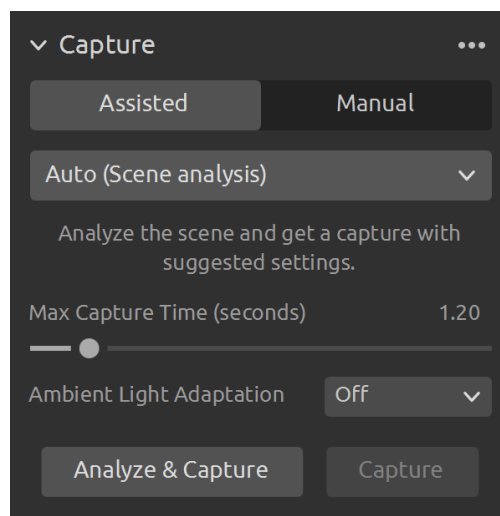 Capture
Assisted Manual
Auto (Scene analysis)
Analyze the scene and get a capture with
suggested settings.
Max Capture Time (seconds) 1.20
Ambient Light Adaptation Off
Analyze & Capture Capture